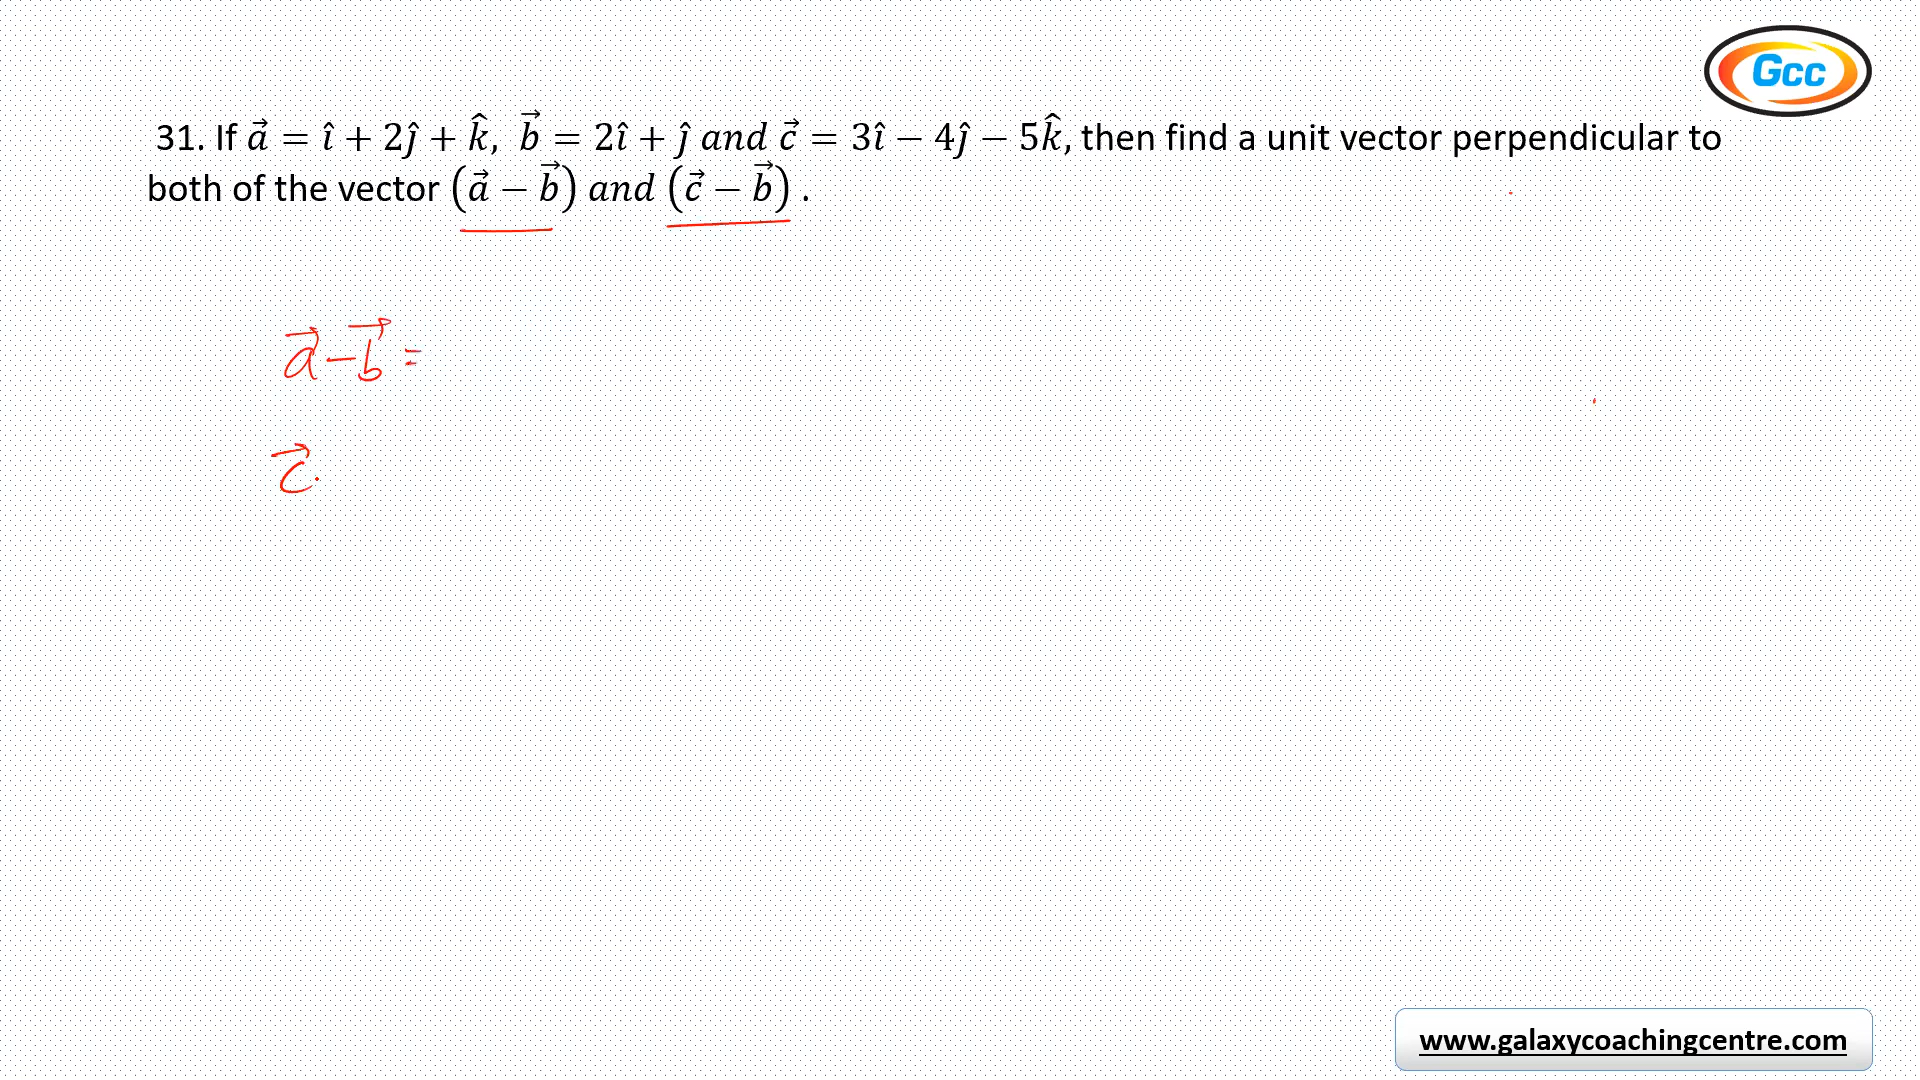 Gcc
31. If a⃗ = î + 2ĵ + k̂, b⃗ = 2î + ĵ and c⃗ = 3î − 4ĵ − 5k̂, then find a unit vector perpendicular to
both of the vector (a⃗ − b⃗) and (c⃗ − b⃗) .
a⃗ − b⃗ =
c⃗
www.galaxycoachingcentre.com